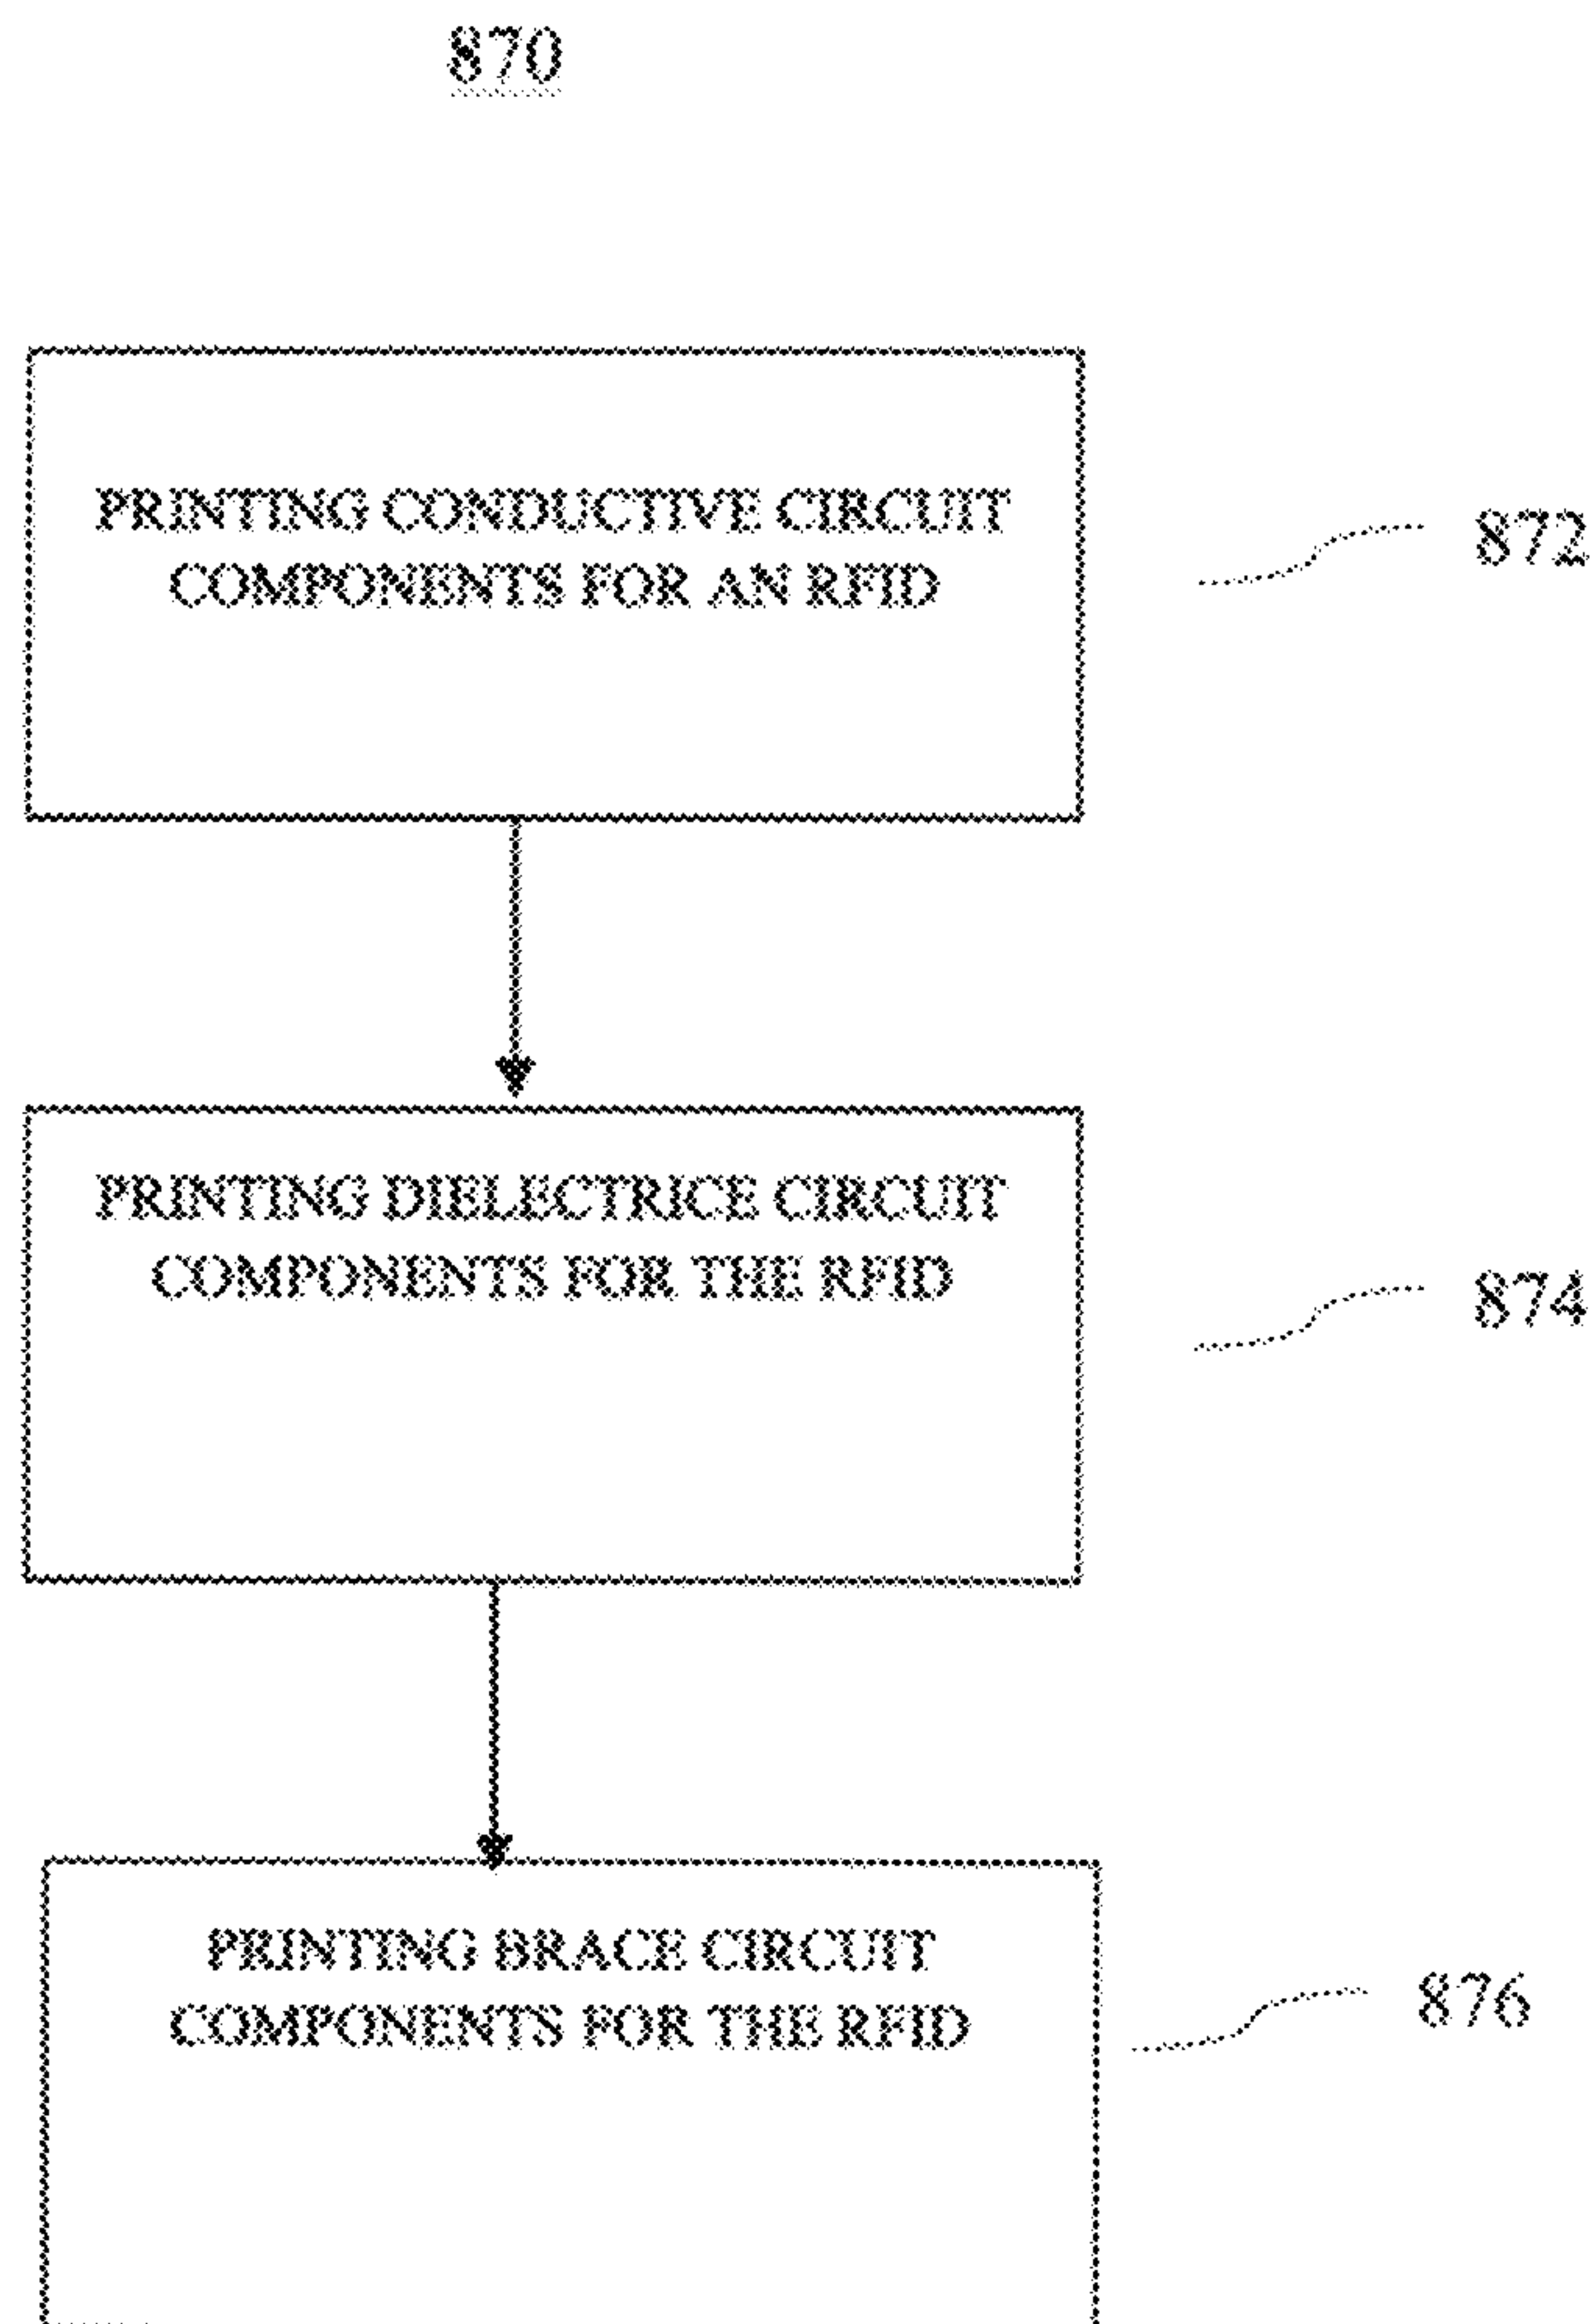 870
PRINTING CONDUCTIVE CIRCUIT
COMPONENTS FOR AN RFID
872
PRINTING DIELECTRICE CIRCUIT
COMPONENTS FOR THE RFID
874
PRINTING BRACE CIRCUIT
COMPONENTS FOR THE RFID
876